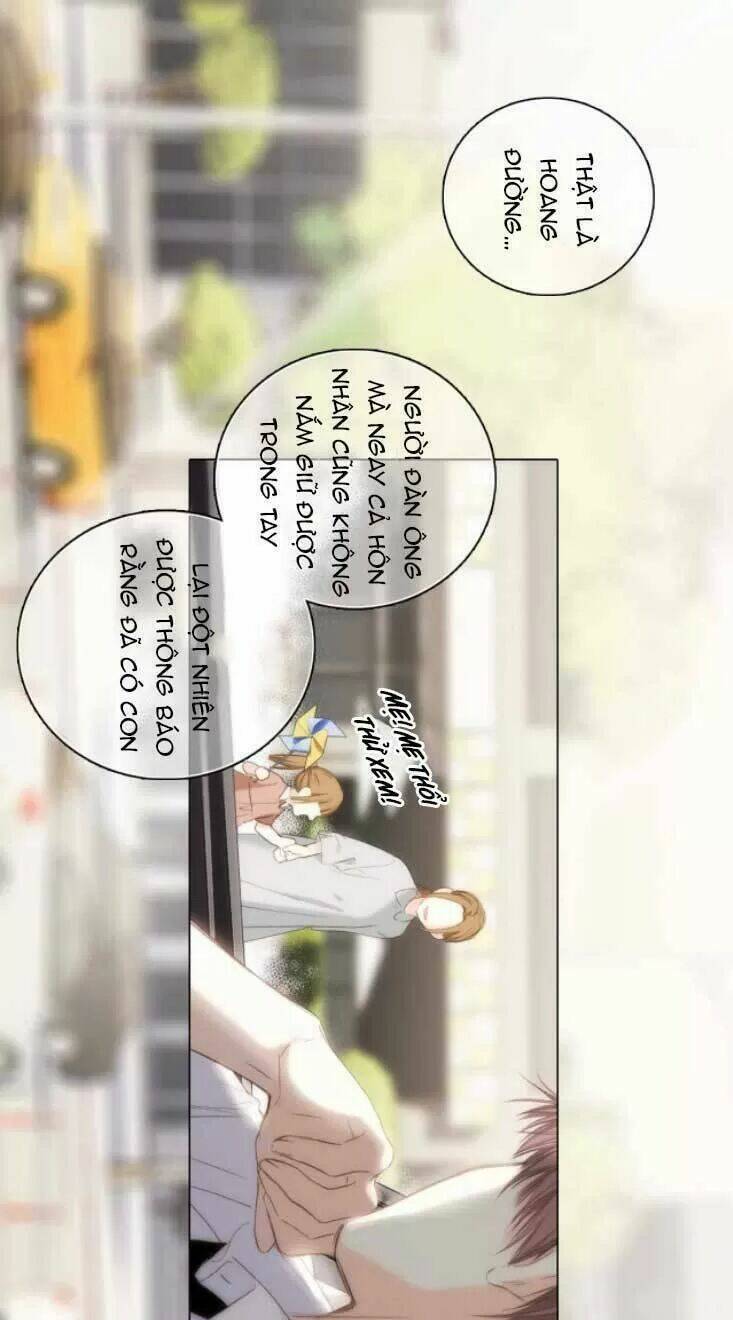 THẬT LÀ
HOANG
ĐƯỜNG...
NGƯỜI ĐÀN ÔNG
MÀ NGAY CẢ HÔN
NHÂN CŨNG KHÔNG
NẮM GIỮ ĐƯỢC
TRONG TAY
LẠI ĐỘT NHIÊN
ĐƯỢC THÔNG BÁO
RẰNG ĐÃ CÓ CON
MẸ! MẸ THỔI
THỬ XEM!